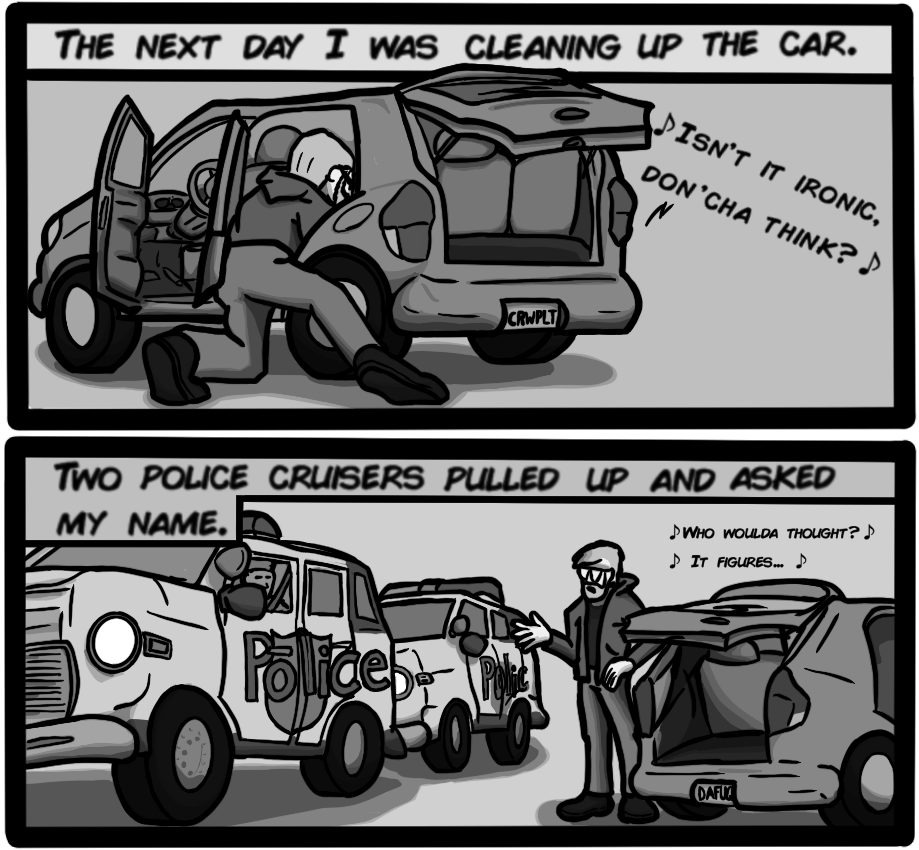 The next day I was cleaning up the car.
♪Isn't it ironic,
don'cha think?♪
CRWPLT
Two police cruisers pulled up and asked
my name.
♪Who woulda thought?♪
♪ It figures... ♪
Police
Polic
DAFUQ